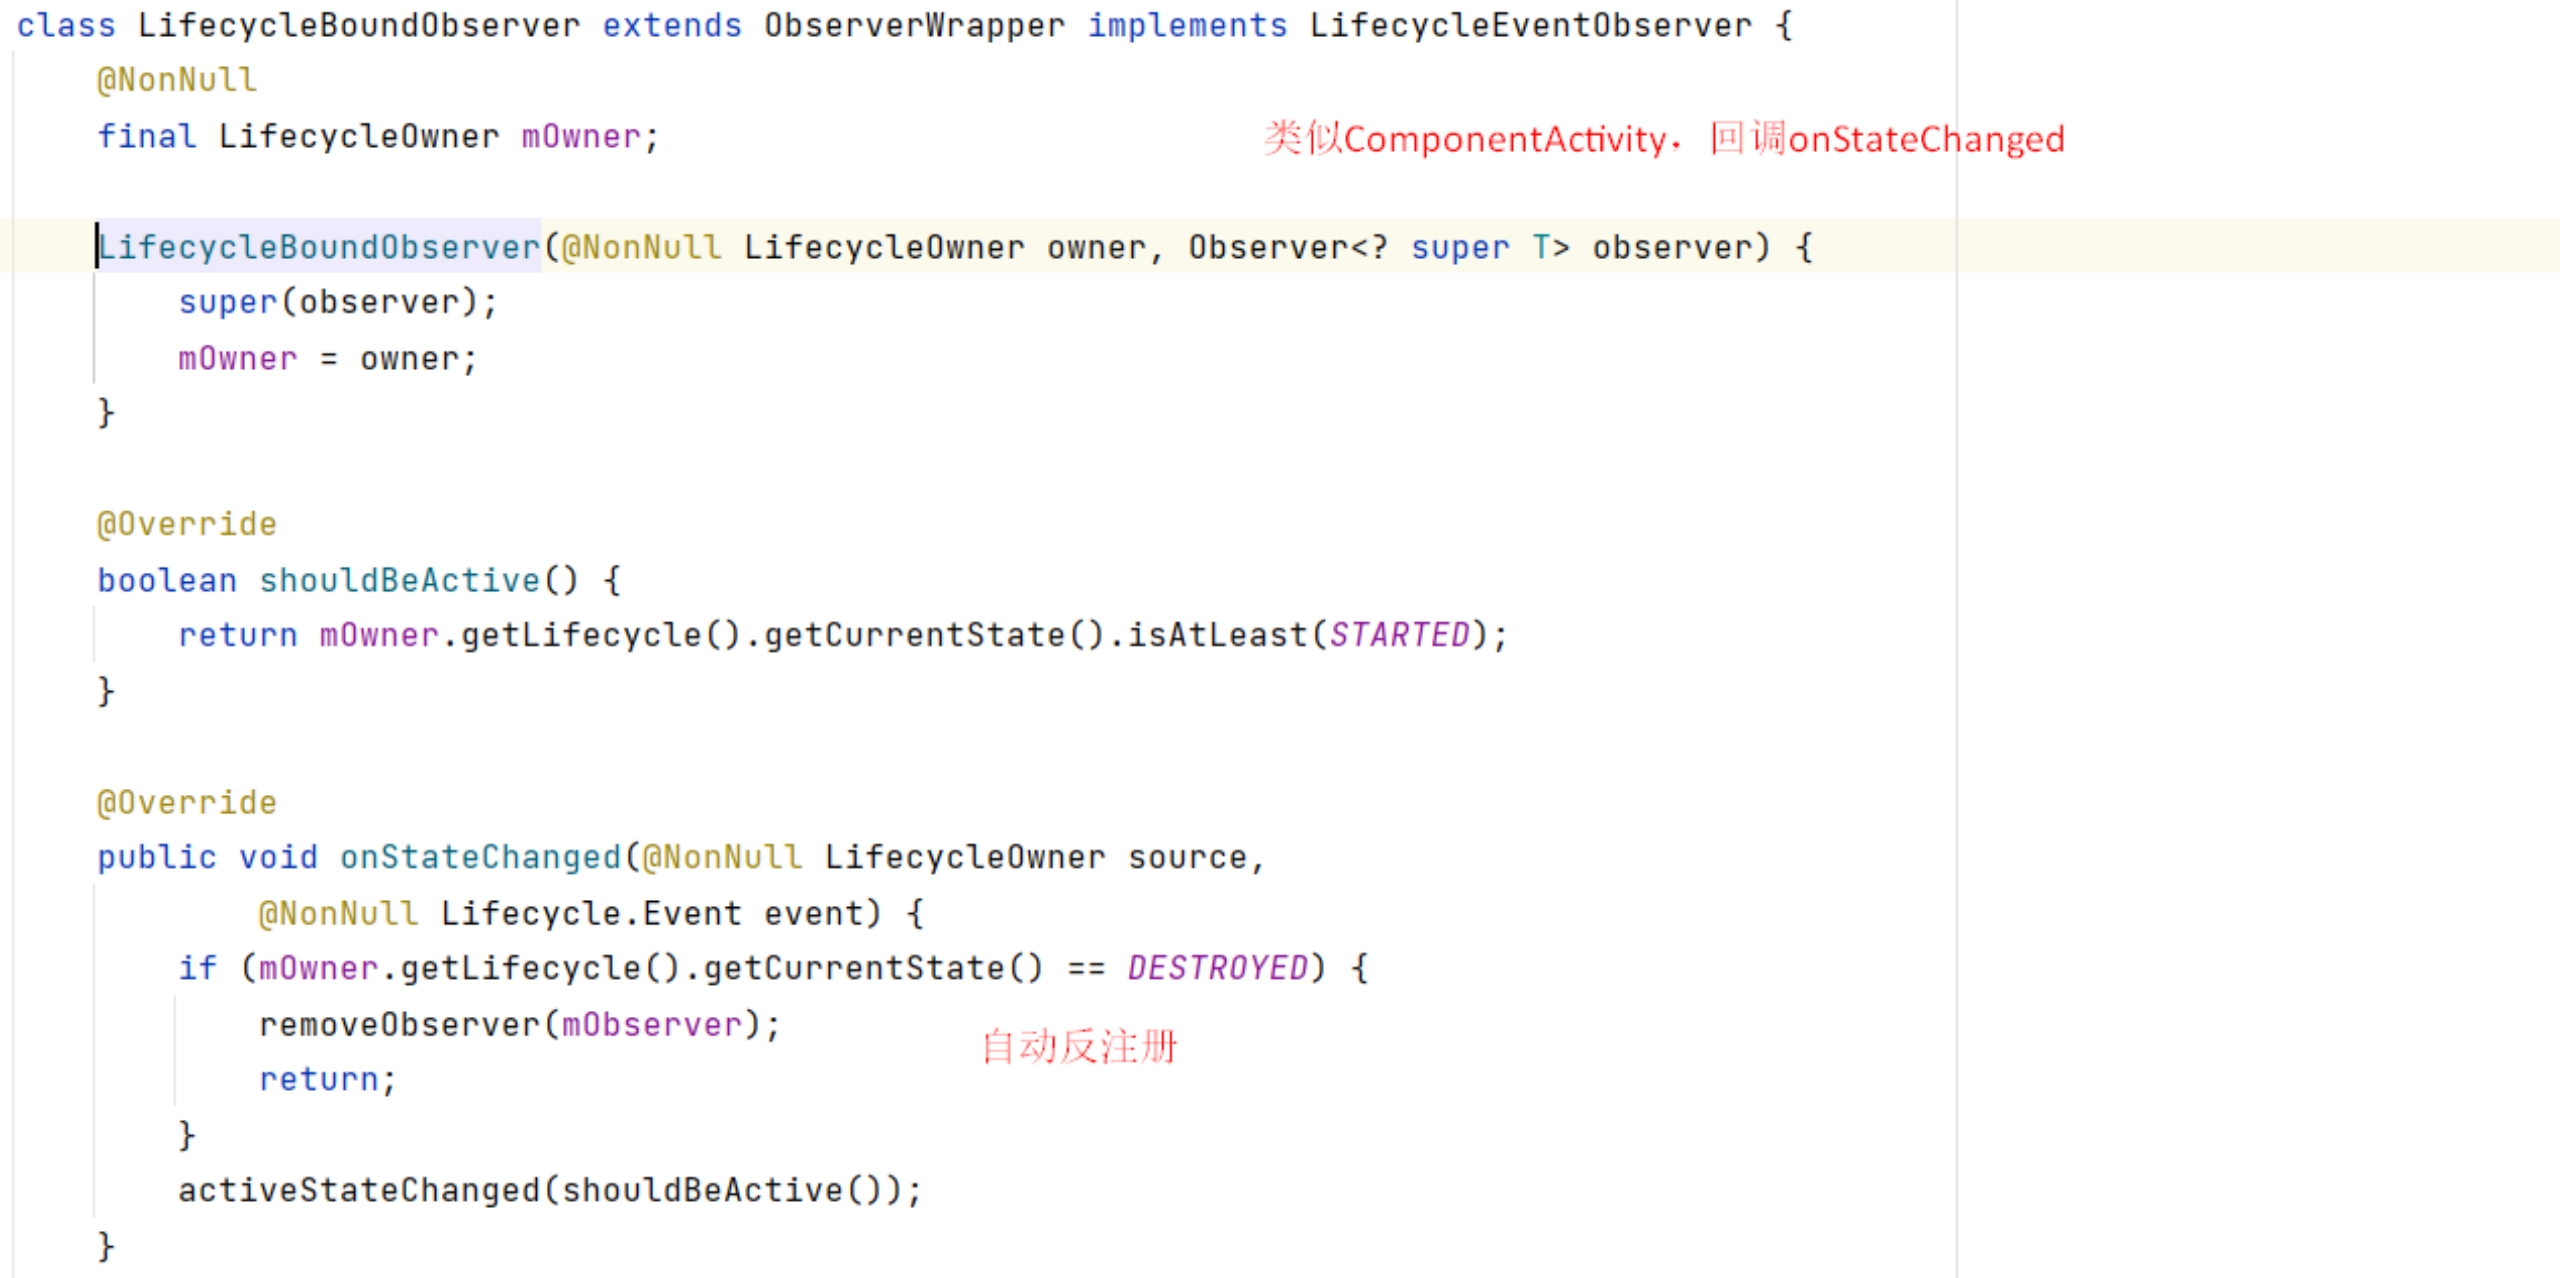 class LifecycleBoundObserver extends ObserverWrapper implements LifecycleEventObserver {
@NonNull
final LifecycleOwner mOwner;
类似ComponentActivity，回调onStateChanged
LifecycleBoundObserver(@NonNull LifecycleOwner owner, Observer<? super T> observer) {
super(observer);
mOwner = owner;
}
@Override
boolean shouldBeActive() {
return mOwner.getLifecycle().getCurrentState().isAtLeast(STARTED);
}
@Override
public void onStateChanged(@NonNull LifecycleOwner source,
@NonNull Lifecycle.Event event) {
if (mOwner.getLifecycle().getCurrentState() == DESTROYED) {
removeObserver(mObserver);
自动反注册
return;
}
activeStateChanged(shouldBeActive());
}